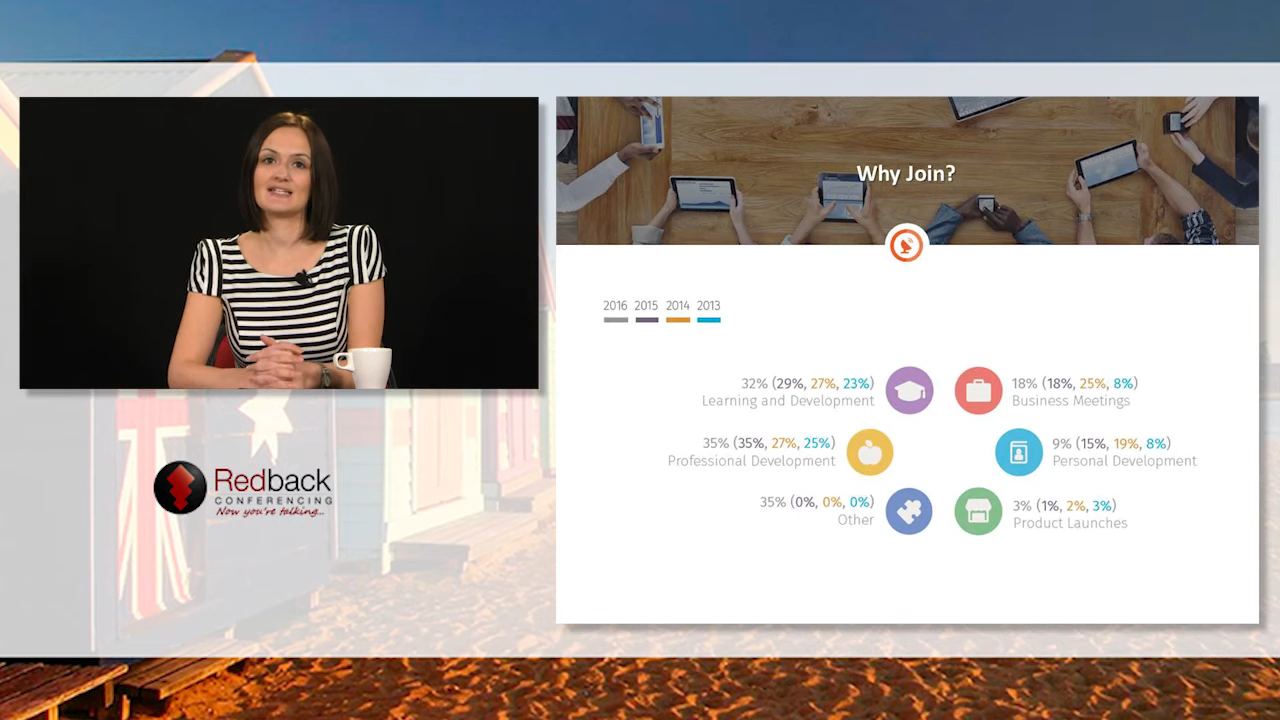 Why Join?
2016 2015 2014 2013
32% (29%, 27%, 23%)
Learning and Development
18% (18%, 25%, 8%)
Business Meetings
35% (35%, 27%, 25%)
Professional Development
9% (15%, 19%, 8%)
Personal Development
35% (0%, 0%, 0%)
Other
3% (1%, 2%, 3%)
Product Launches
Redback
CONFERENCING
Now you're talking...